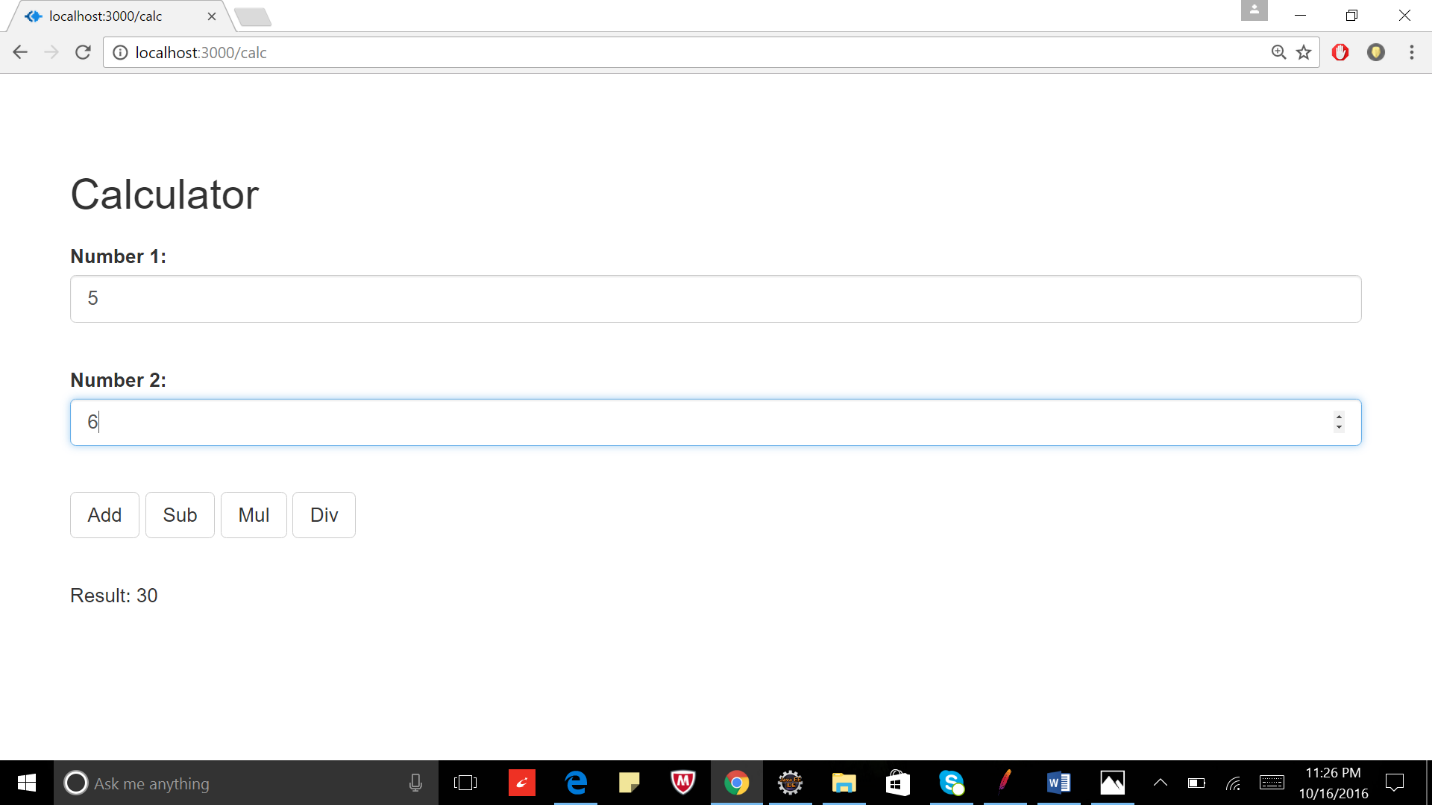 localhost:3000/calc
localhost:3000/calc
Calculator
Number 1:
5
Number 2:
6
Add Sub Mul Div
Result: 30
Ask me anything
11:26 PM
10/16/2016